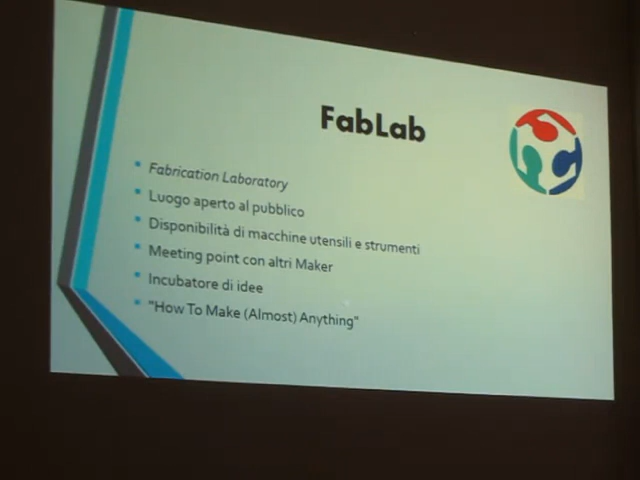 FabLab
Fabrication Laboratory
Luogo aperto al pubblico
Disponibilità di macchine utensili e strumenti
Meeting point con altri Maker
Incubatore di idee
"How To Make (Almost) Anything"